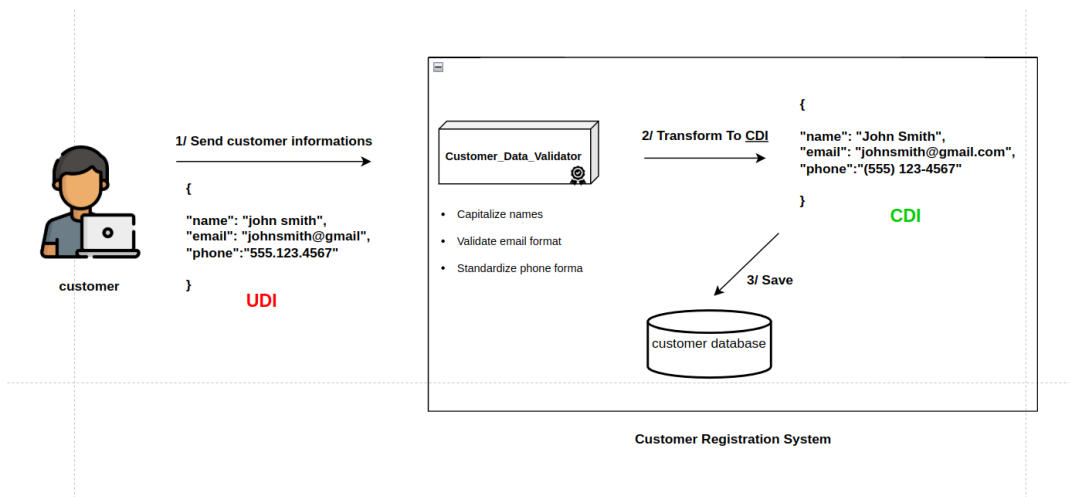 1/ Send customer informations
{
"name": "john smith",
"email": "johnsmith@gmail",
"phone":"555.123.4567"
}
UDI
customer
Customer_Data_Validator
• Capitalize names
• Validate email format
• Standardize phone forma
2/ Transform To CDI
{
"name": "John Smith",
"email": "johnsmith@gmail.com",
"phone":"(555) 123-4567"
}
CDI
3/ Save
customer database
Customer Registration System